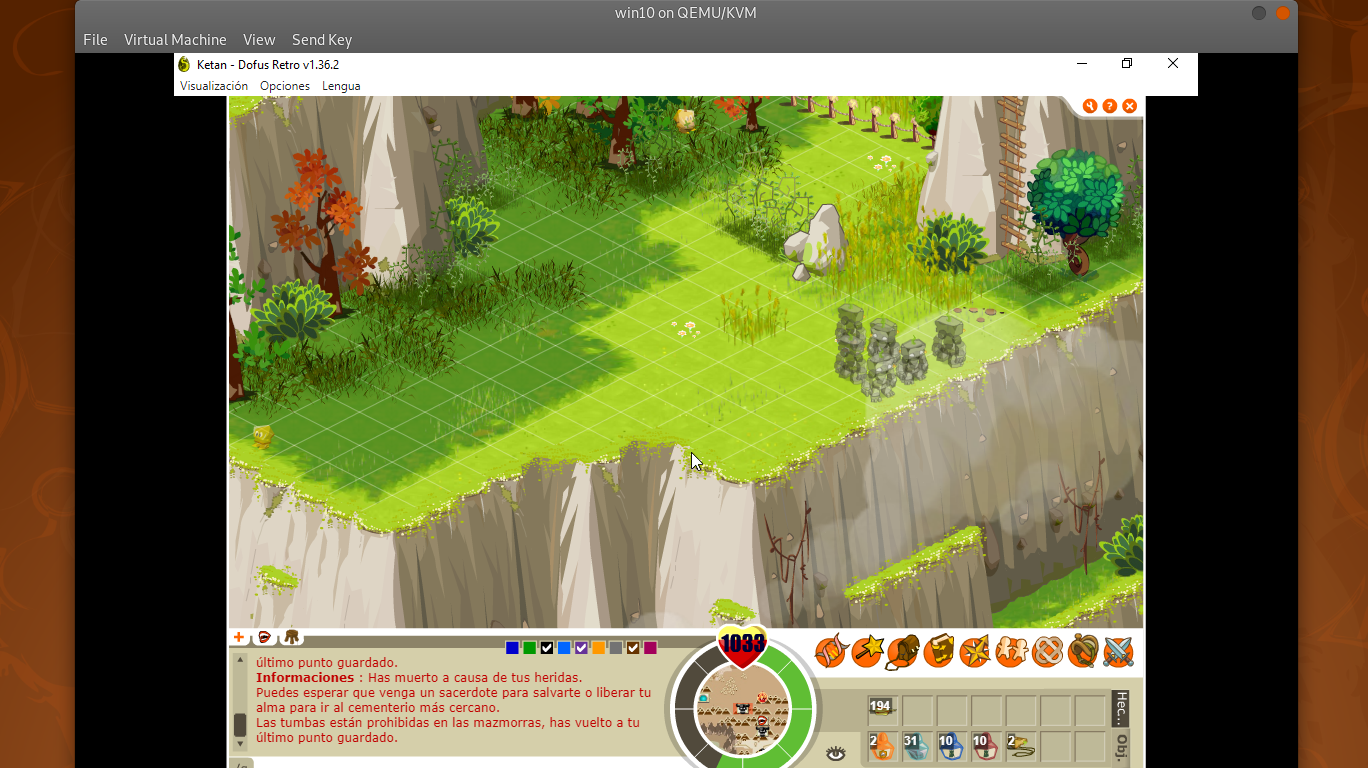 win10 on QEMU/KVM
File Virtual Machine View Send Key
Ketan - Dofus Retro v1.36.2
Visualización Opciones Lengua
1033
último punto guardado.
Informaciones : Has muerto a causa de tus heridas.
Puedes esperar que venga un sacerdote para salvarte o liberar tu
alma para ir al cementerio más cercano.
Las tumbas están prohibidas en las mazmorras, has vuelto a tu
último punto guardado.
194
Hec...
2 31 10 10 2
Obj.